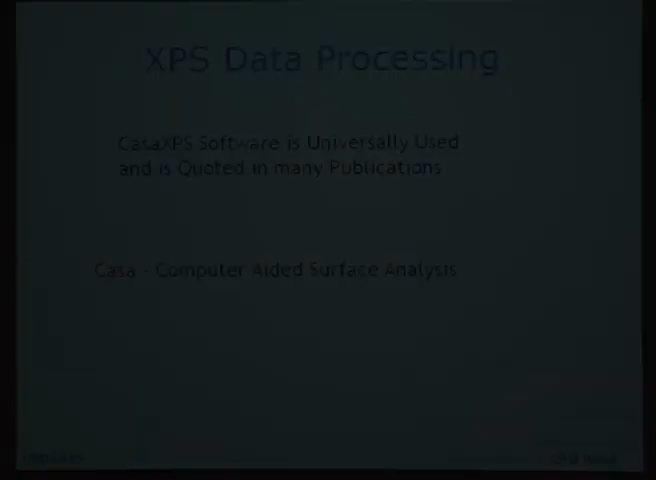 XPS Data Processing
CasaXPS Software is Universally Used
and is Quoted in many Publications
Casa - Computer Aided Surface Analysis